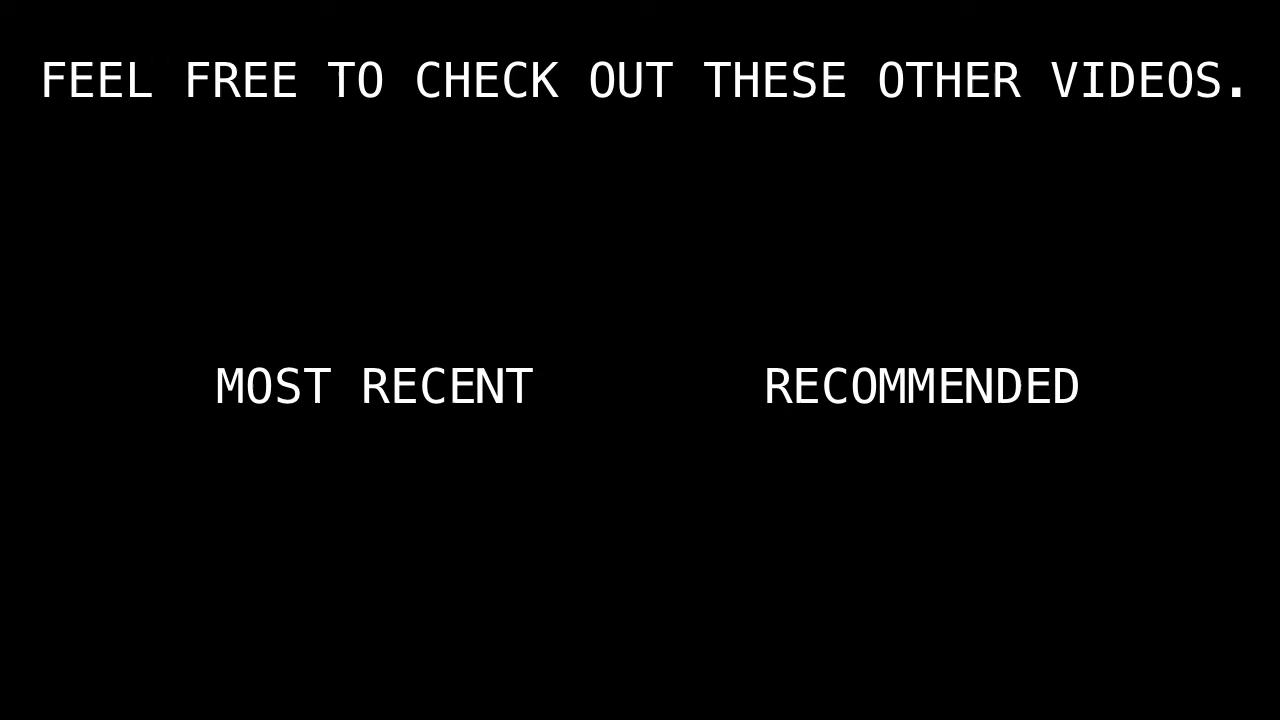 FEEL FREE TO CHECK OUT THESE OTHER VIDEOS.
MOST RECENT
RECOMMENDED